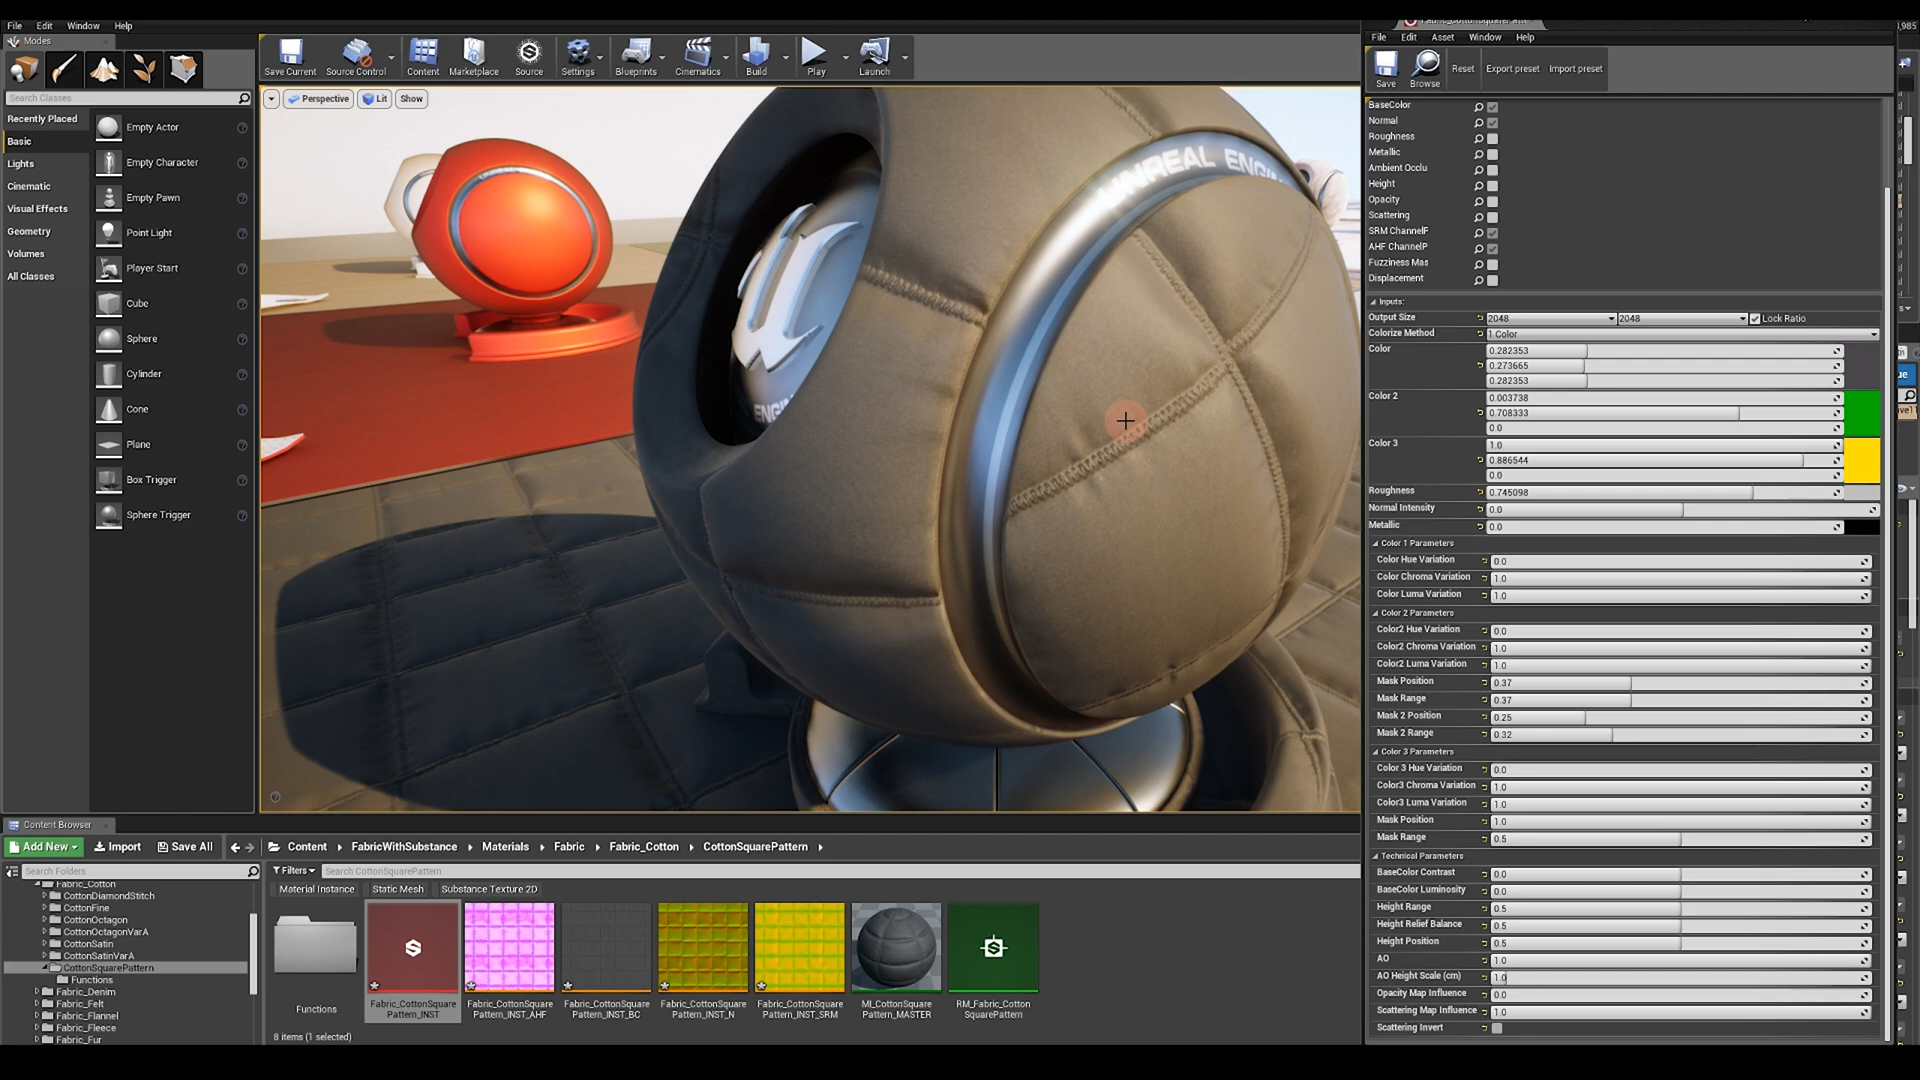 File Edit Window Help
Modes
Search Classes
Recently Placed
Basic
Lights
Cinematic
Visual Effects
Geometry
Volumes
All Classes
Empty Actor
Empty Character
Empty Pawn
Point Light
Player Start
Cube
Sphere
Cylinder
Cone
Plane
Box Trigger
Sphere Trigger
Save Current Source Control Content Marketplace Source Settings Blueprints Cinematics Build Play Launch
Perspective Lit Show
UNREAL ENGIN
ENGI
Content Browser
Add New Import Save All
Content FabricWithSubstance Materials Fabric Fabric_Cotton CottonSquarePattern
Search Folders
Filters Search CottonSquarePattern
Material Instance Static Mesh Substance Texture 2D
Fabric_Cotton
CottonDiamondStitch
CottonFine
CottonOctagon
CottonOctagonVarA
CottonSatin
CottonSatinVarA
CottonSquarePattern
Functions
Fabric_Denim
Fabric_Felt
Fabric_Flannel
Fabric_Fleece
Fabric_Fur
Functions
Fabric_CottonSquare
Pattern_INST
Fabric_CottonSquare
Pattern_INST_AHF
Fabric_CottonSquare
Pattern_INST_BC
Fabric_CottonSquare
Pattern_INST_N
Fabric_CottonSquare
Pattern_INST_SRM
MI_CottonSquare
Pattern_MASTER
RM_Fabric_Cotton
SquarePattern
8 items (1 selected)
File Edit Asset Window Help
Save Browse Reset Export preset Import preset
BaseColor
Normal
Roughness
Metallic
Ambient Occlu
Height
Opacity
Scattering
SRM ChannelF
AHF ChannelP
Fuzziness Mas
Displacement
Inputs:
Output Size 2048 2048 Lock Ratio
Colorize Method 1 Color
Color 0.282353
0.273665
0.282353
Color 2 0.003738
0.708333
0.0
Color 3 1.0
0.886544
0.0
Roughness 0.745098
Normal Intensity 0.0
Metallic 0.0
Color 1 Parameters
Color Hue Variation 0.0
Color Chroma Variation 1.0
Color Luma Variation 1.0
Color 2 Parameters
Color2 Hue Variation 0.0
Color2 Chroma Variation 1.0
Color2 Luma Variation 1.0
Mask Position 0.37
Mask Range 0.37
Mask 2 Position 0.25
Mask 2 Range 0.32
Color 3 Parameters
Color 3 Hue Variation 0.0
Color3 Chroma Variation 1.0
Color3 Luma Variation 1.0
Mask Position 1.0
Mask Range 0.5
Technical Parameters
BaseColor Contrast 0.0
BaseColor Luminosity 0.0
Height Range 0.5
Height Relief Balance 0.5
Height Position 0.5
AO 1.0
AO Height Scale (cm) 1.0
Opacity Map Influence 0.0
Scattering Map Influence 1.0
Scattering Invert